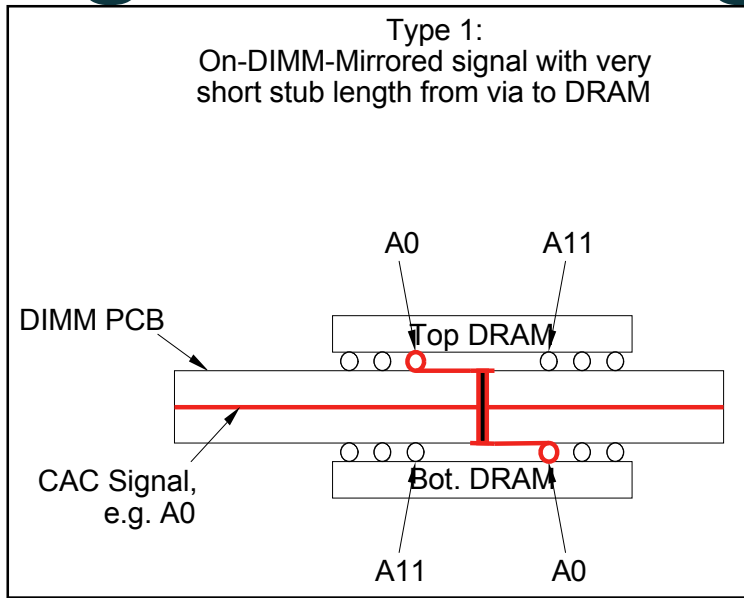 Type 1:
On-DIMM-Mirrored signal with very
short stub length from via to DRAM
A0
A11
DIMM PCB
Top DRAM
CAC Signal,
e.g. A0
Bot. DRAM
A11
A0